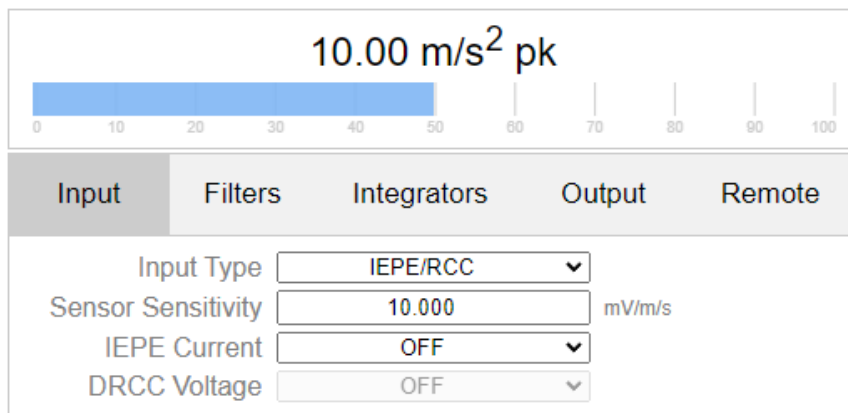 10.00 m/s² pk
0 10 20 30 40 50 60 70 80 90 100
Input Filters Integrators Output Remote
Input Type IEPE/RCC
Sensor Sensitivity 10.000 mV/m/s
IEPE Current OFF
DRCC Voltage OFF